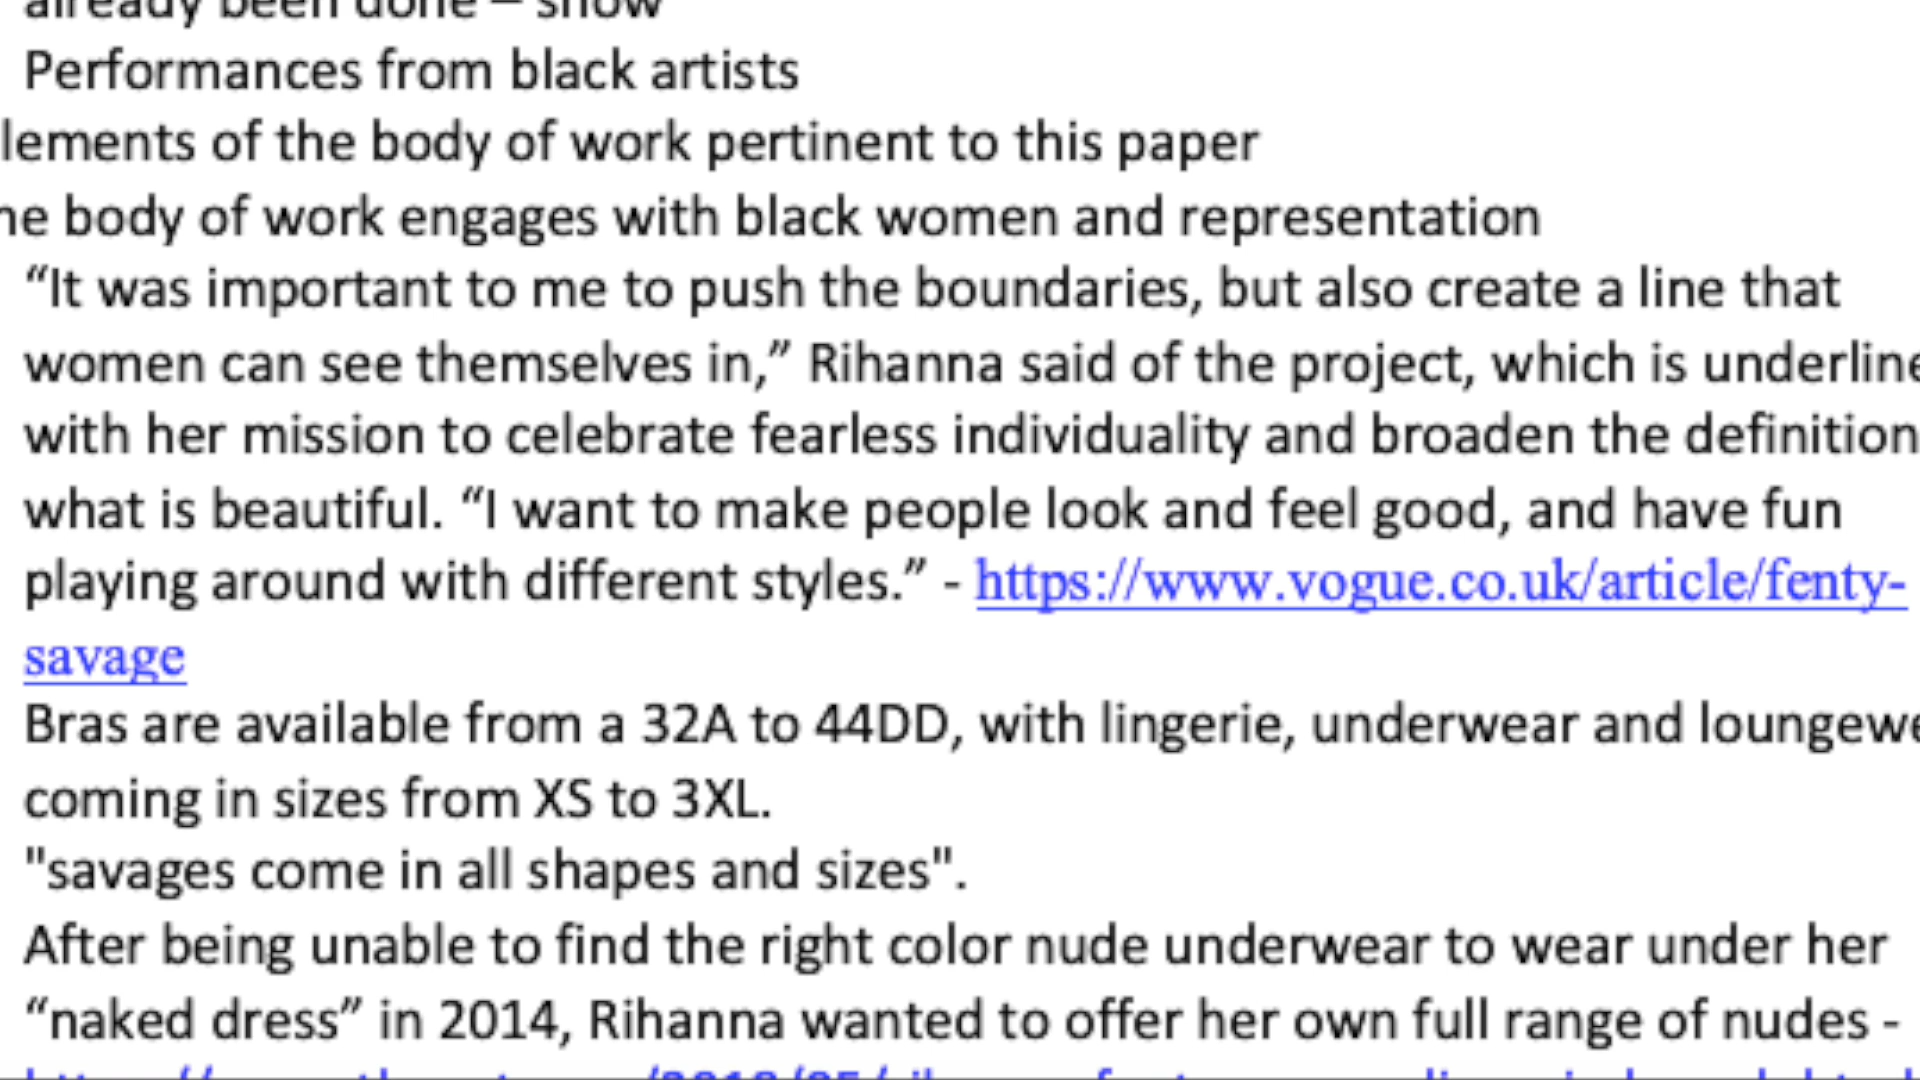 already been done – show
Performances from black artists
lements of the body of work pertinent to this paper
he body of work engages with black women and representation
“It was important to me to push the boundaries, but also create a line that
women can see themselves in,” Rihanna said of the project, which is underline
with her mission to celebrate fearless individuality and broaden the definition
what is beautiful. “I want to make people look and feel good, and have fun
playing around with different styles.” - https://www.vogue.co.uk/article/fenty-
savage
Bras are available from a 32A to 44DD, with lingerie, underwear and loungewe
coming in sizes from XS to 3XL.
"savages come in all shapes and sizes".
After being unable to find the right color nude underwear to wear under her
“naked dress” in 2014, Rihanna wanted to offer her own full range of nudes -